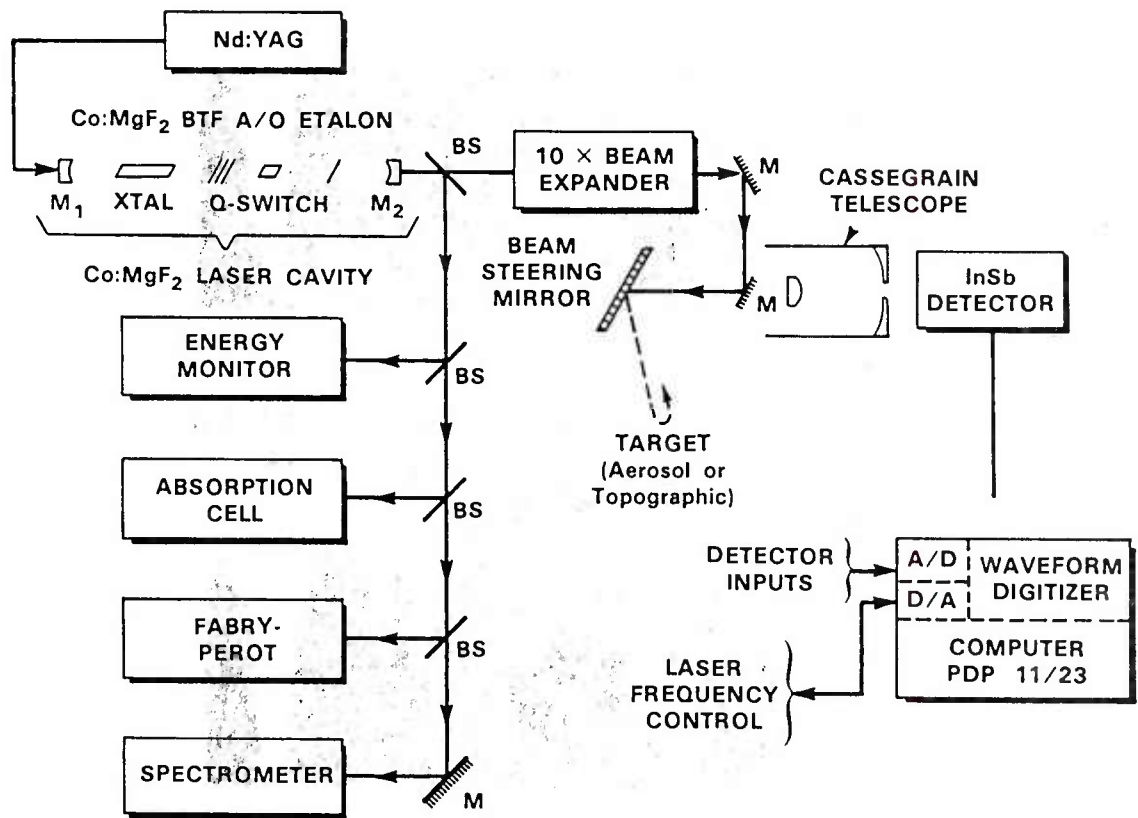 Nd:YAG
Co:MgF₂ BTF A/O ETALON
M₁ XTAL Q-SWITCH M₂
Co:MgF₂ LASER CAVITY
BS
10 × BEAM
EXPANDER
M
CASSEGRAIN
TELESCOPE
BEAM
STEERING
MIRROR
M
InSb
DETECTOR
TARGET
(Aerosol or
Topographic)
ENERGY
MONITOR
BS
ABSORPTION
CELL
BS
FABRY-
PEROT
BS
SPECTROMETER
M
DETECTOR
INPUTS
A/D
D/A
WAVEFORM
DIGITIZER
COMPUTER
PDP 11/23
LASER
FREQUENCY
CONTROL